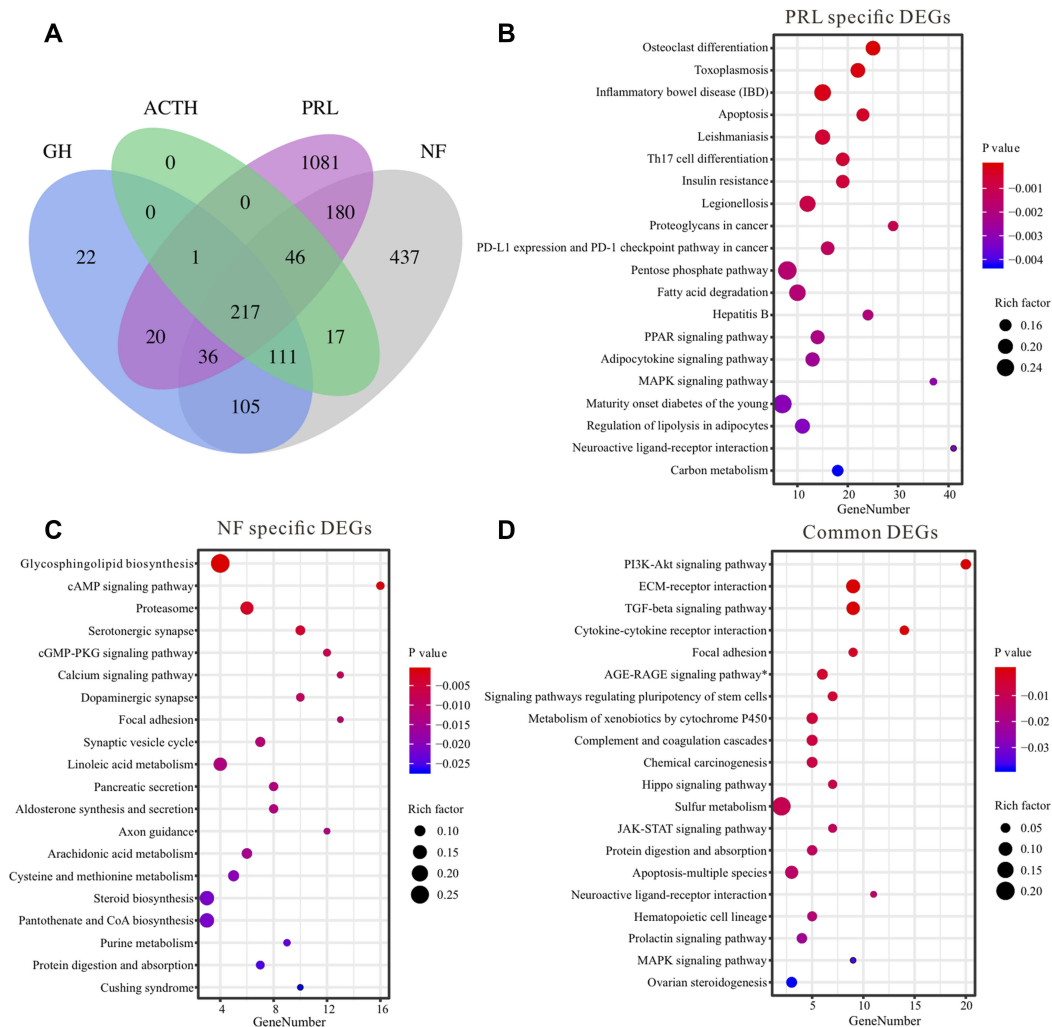 A
ACTH
PRL
GH
NF
0
1081
0
0
180
22
1
46
437
217
20
36
111
17
105
B
PRL specific DEGs
Osteoclast differentiation
Toxoplasmosis
Inflammatory bowel disease (IBD)
Apoptosis
Leishmaniasis
Th17 cell differentiation
Insulin resistance
Legionellosis
Proteoglycans in cancer
PD-L1 expression and PD-1 checkpoint pathway in cancer
Pentose phosphate pathway
Fatty acid degradation
Hepatitis B
PPAR signaling pathway
Adipocytokine signaling pathway
MAPK signaling pathway
Maturity onset diabetes of the young
Regulation of lipolysis in adipocytes
Neuroactive ligand-receptor interaction
Carbon metabolism
10 20 30 40
GeneNumber
P value
−0.001
−0.002
−0.003
−0.004
Rich factor
0.16
0.20
0.24
C
NF specific DEGs
Glycosphingolipid biosynthesis
cAMP signaling pathway
Proteasome
Serotonergic synapse
cGMP-PKG signaling pathway
Calcium signaling pathway
Dopaminergic synapse
Focal adhesion
Synaptic vesicle cycle
Linoleic acid metabolism
Pancreatic secretion
Aldosterone synthesis and secretion
Axon guidance
Arachidonic acid metabolism
Cysteine and methionine metabolism
Steroid biosynthesis
Pantothenate and CoA biosynthesis
Purine metabolism
Protein digestion and absorption
Cushing syndrome
4 8 12 16
GeneNumber
P value
−0.005
−0.010
−0.015
−0.020
−0.025
Rich factor
0.10
0.15
0.20
0.25
D
Common DEGs
PI3K-Akt signaling pathway
ECM-receptor interaction
TGF-beta signaling pathway
Cytokine-cytokine receptor interaction
Focal adhesion
AGE-RAGE signaling pathway*
Signaling pathways regulating pluripotency of stem cells
Metabolism of xenobiotics by cytochrome P450
Complement and coagulation cascades
Chemical carcinogenesis
Hippo signaling pathway
Sulfur metabolism
JAK-STAT signaling pathway
Protein digestion and absorption
Apoptosis-multiple species
Neuroactive ligand-receptor interaction
Hematopoietic cell lineage
Prolactin signaling pathway
MAPK signaling pathway
Ovarian steroidogenesis
5 10 15 20
GeneNumber
P value
−0.01
−0.02
−0.03
Rich factor
0.05
0.10
0.15
0.20